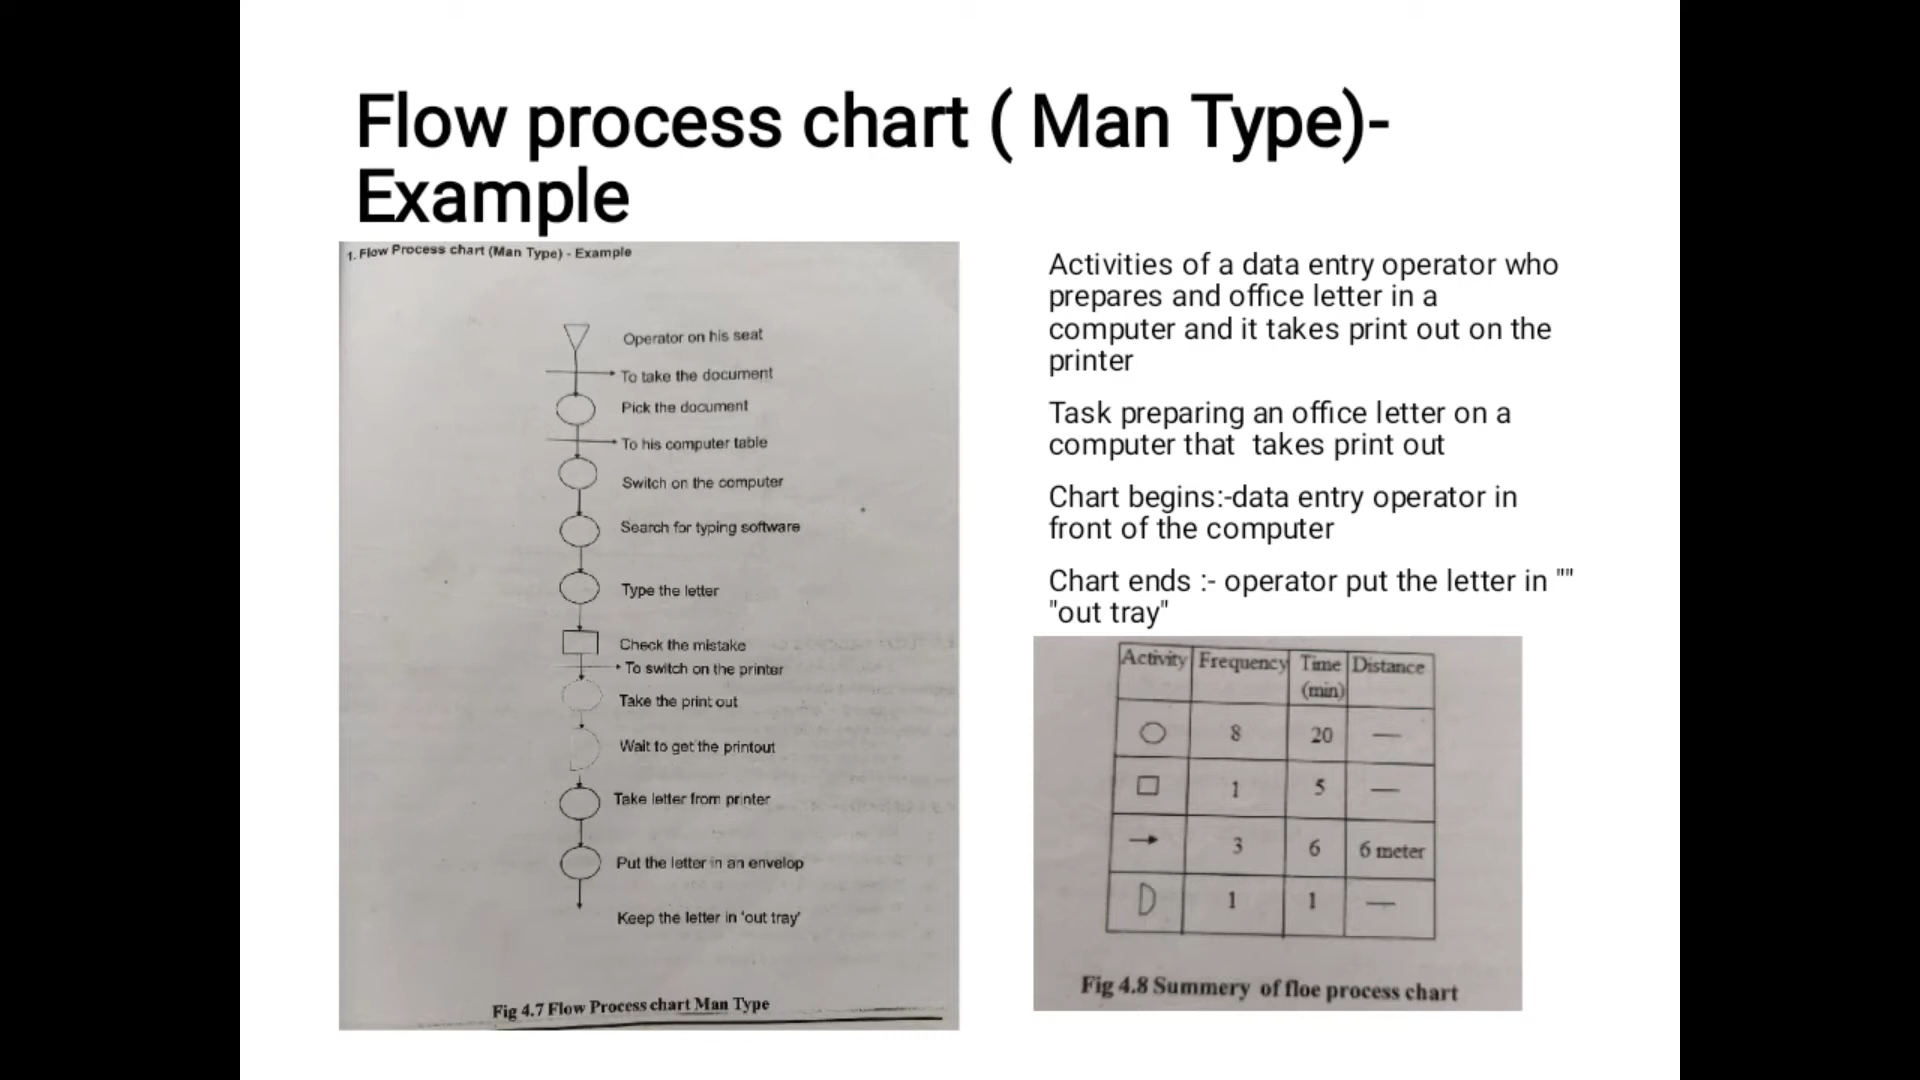 Flow process chart ( Man Type)-
Example
1. Flow Process chart (Man Type) - Example
Operator on his seat
To take the document
Pick the document
To his computer table
Switch on the computer
Search for typing software
Type the letter
Check the mistake
To switch on the printer
Take the print out
Wait to get the printout
Take letter from printer
Put the letter in an envelop
Keep the letter in 'out tray'
Fig 4.7 Flow Process chart Man Type
Activities of a data entry operator who
prepares and office letter in a
computer and it takes print out on the
printer
Task preparing an office letter on a
computer that takes print out
Chart begins:-data entry operator in
front of the computer
Chart ends :- operator put the letter in ""
"out tray"
Activity Frequency Time (min) Distance
8 20 —
1 5 —
3 6 6 meter
1 1 —
Fig 4.8 Summery of floe process chart